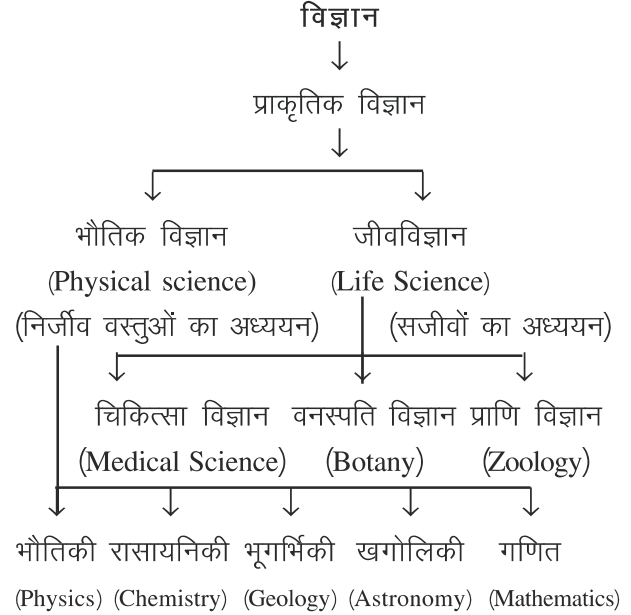 विज्ञान
प्राकृतिक विज्ञान
भौतिक विज्ञान जीवविज्ञान
(Physical science) (Life Science)
(निर्जीव वस्तुओं का अध्ययन) (सजीवों का अध्ययन)
चिकित्सा विज्ञान वनस्पति विज्ञान प्राणि विज्ञान
(Medical Science) (Botany) (Zoology)
भौतिकी रासायनिकी भूगर्भिकी खगोलिकी गणित
(Physics) (Chemistry) (Geology) (Astronomy) (Mathematics)